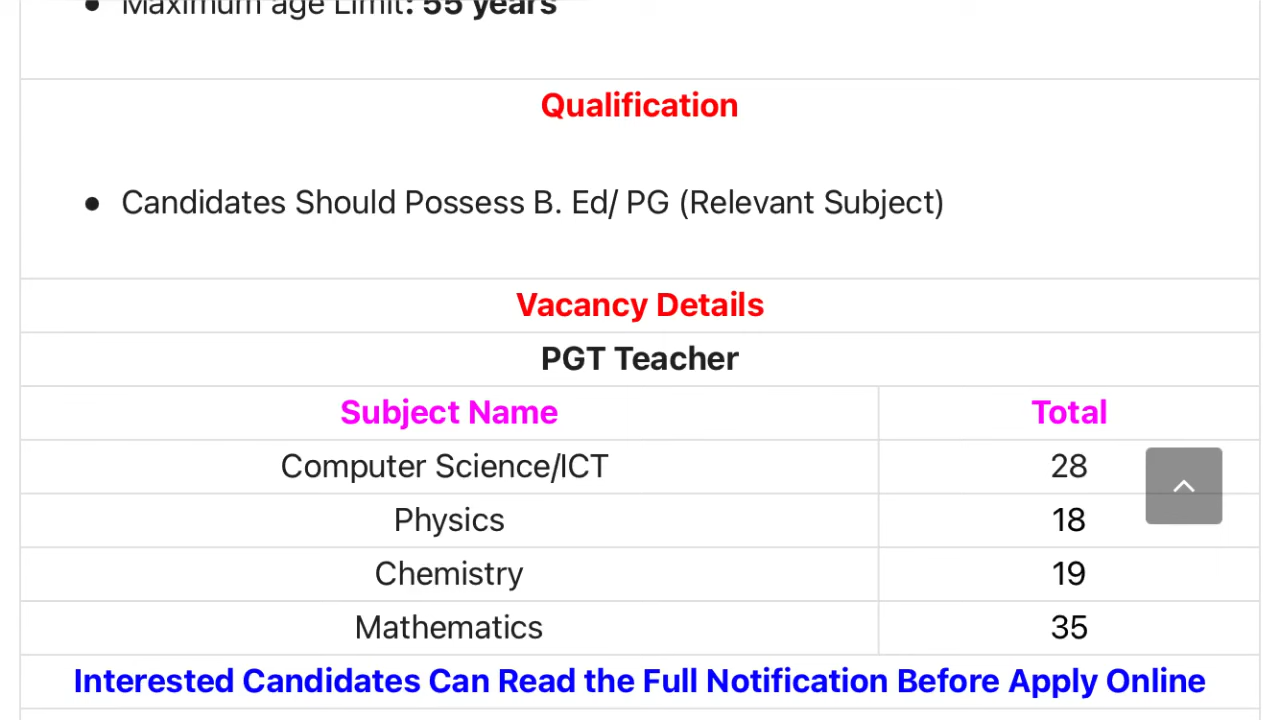 • Maximum age Limit: 55 years
Qualification
• Candidates Should Possess B. Ed/ PG (Relevant Subject)
Vacancy Details
PGT Teacher
Subject Name Total
Computer Science/ICT 28
Physics 18
Chemistry 19
Mathematics 35
Interested Candidates Can Read the Full Notification Before Apply Online